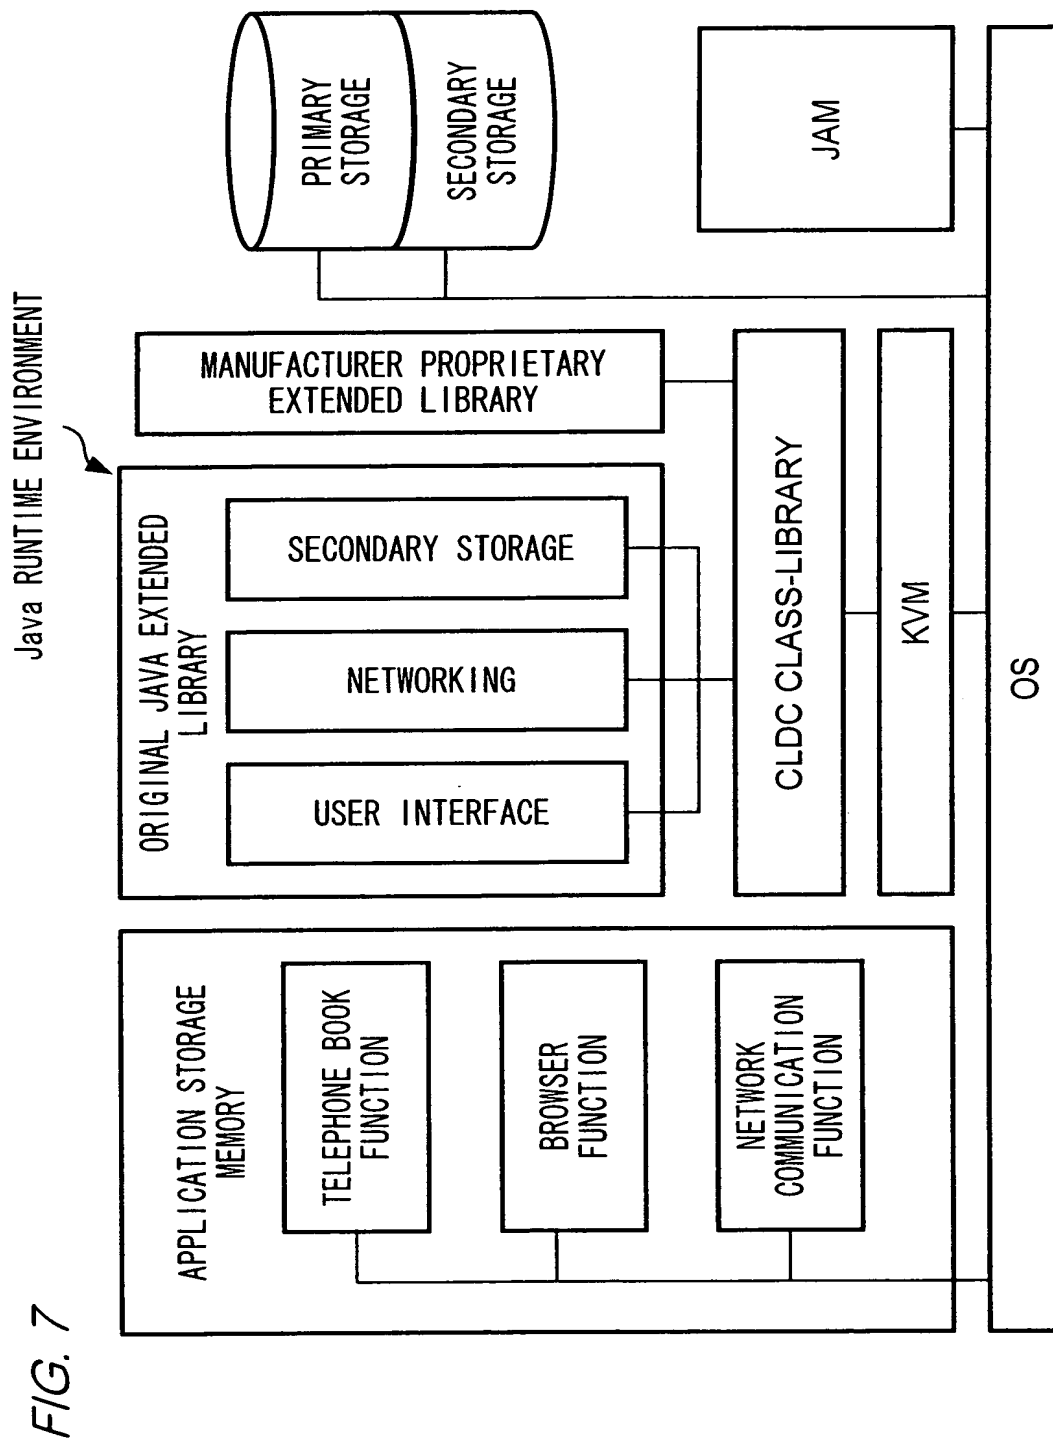 FIG. 7
Java RUNTIME ENVIRONMENT
APPLICATION STORAGE
MEMORY
TELEPHONE BOOK
FUNCTION
BROWSER
FUNCTION
NETWORK
COMMUNICATION
FUNCTION
ORIGINAL JAVA EXTENDED
LIBRARY
USER INTERFACE
NETWORKING
SECONDARY STORAGE
MANUFACTURER PROPRIETARY
EXTENDED LIBRARY
CLDC CLASS-LIBRARY
KVM
PRIMARY
STORAGE
SECONDARY
STORAGE
JAM
OS